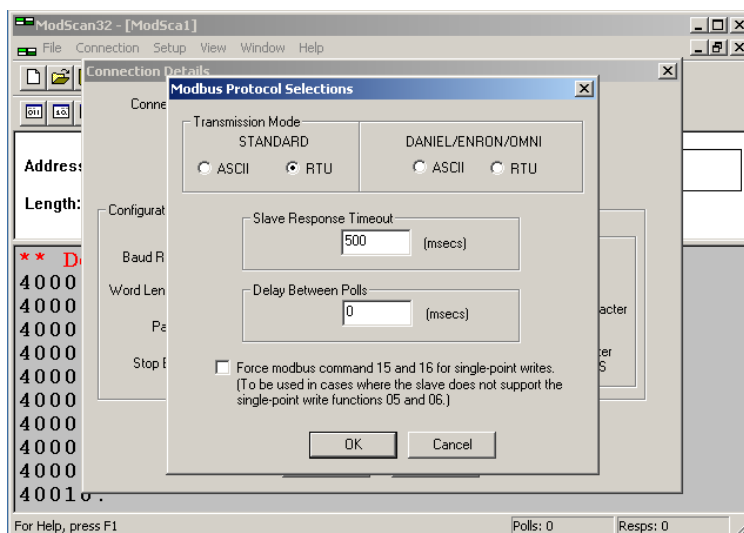 ModScan32 - [ModSca1]
File Connection Setup View Window Help
Connection Details
Modbus Protocol Selections
Transmission Mode
STANDARD DANIEL/ENRON/OMNI
ASCII RTU ASCII RTU
Address
Length:
Slave Response Timeout
500 (msecs)
Delay Between Polls
0 (msecs)
Force modbus command 15 and 16 for single-point writes.
(To be used in cases where the slave does not support the
single-point write functions 05 and 06.)
OK Cancel
Conne
Configurat
Baud R
Word Len
Pa
Stop
acter
S
** D
4000
4000
4000
4000
4000
4000
4000
4000
4000
40010:
For Help, press F1 Polls: 0 Resps: 0